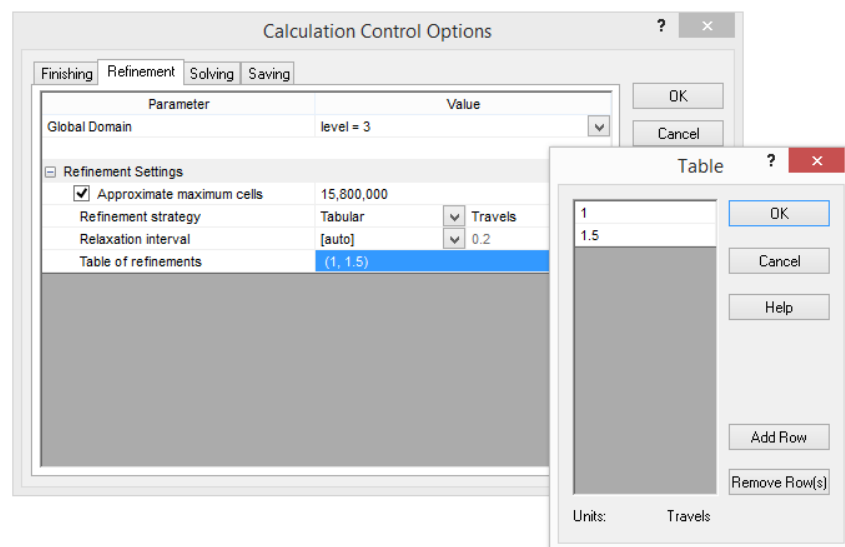 Calculation Control Options ? ×
Finishing Refinement Solving Saving
Parameter Value
Global Domain level = 3
Refinement Settings
Approximate maximum cells 15,800,000
Refinement strategy Tabular Travels
Relaxation interval [auto] 0.2
Table of refinements (1, 1.5)
OK
Cancel
Table ? ×
1
1.5
OK
Cancel
Help
Add Row
Remove Row(s)
Units: Travels